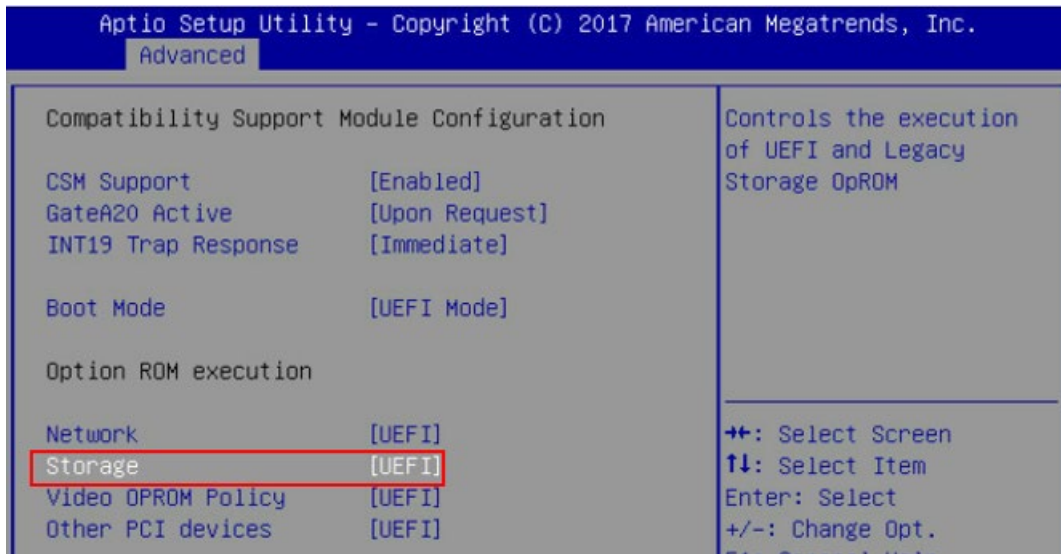 Aptio Setup Utility - Copyright (C) 2017 American Megatrends, Inc.
Advanced
Compatibility Support Module Configuration
CSM Support [Enabled]
GateA20 Active [Upon Request]
INT19 Trap Response [Immediate]
Boot Mode [UEFI Mode]
Option ROM execution
Network [UEFI]
Storage [UEFI]
Video OPROM Policy [UEFI]
Other PCI devices [UEFI]
Controls the execution
of UEFI and Legacy
Storage OpROM
→←: Select Screen
↑↓: Select Item
Enter: Select
+/-: Change Opt.